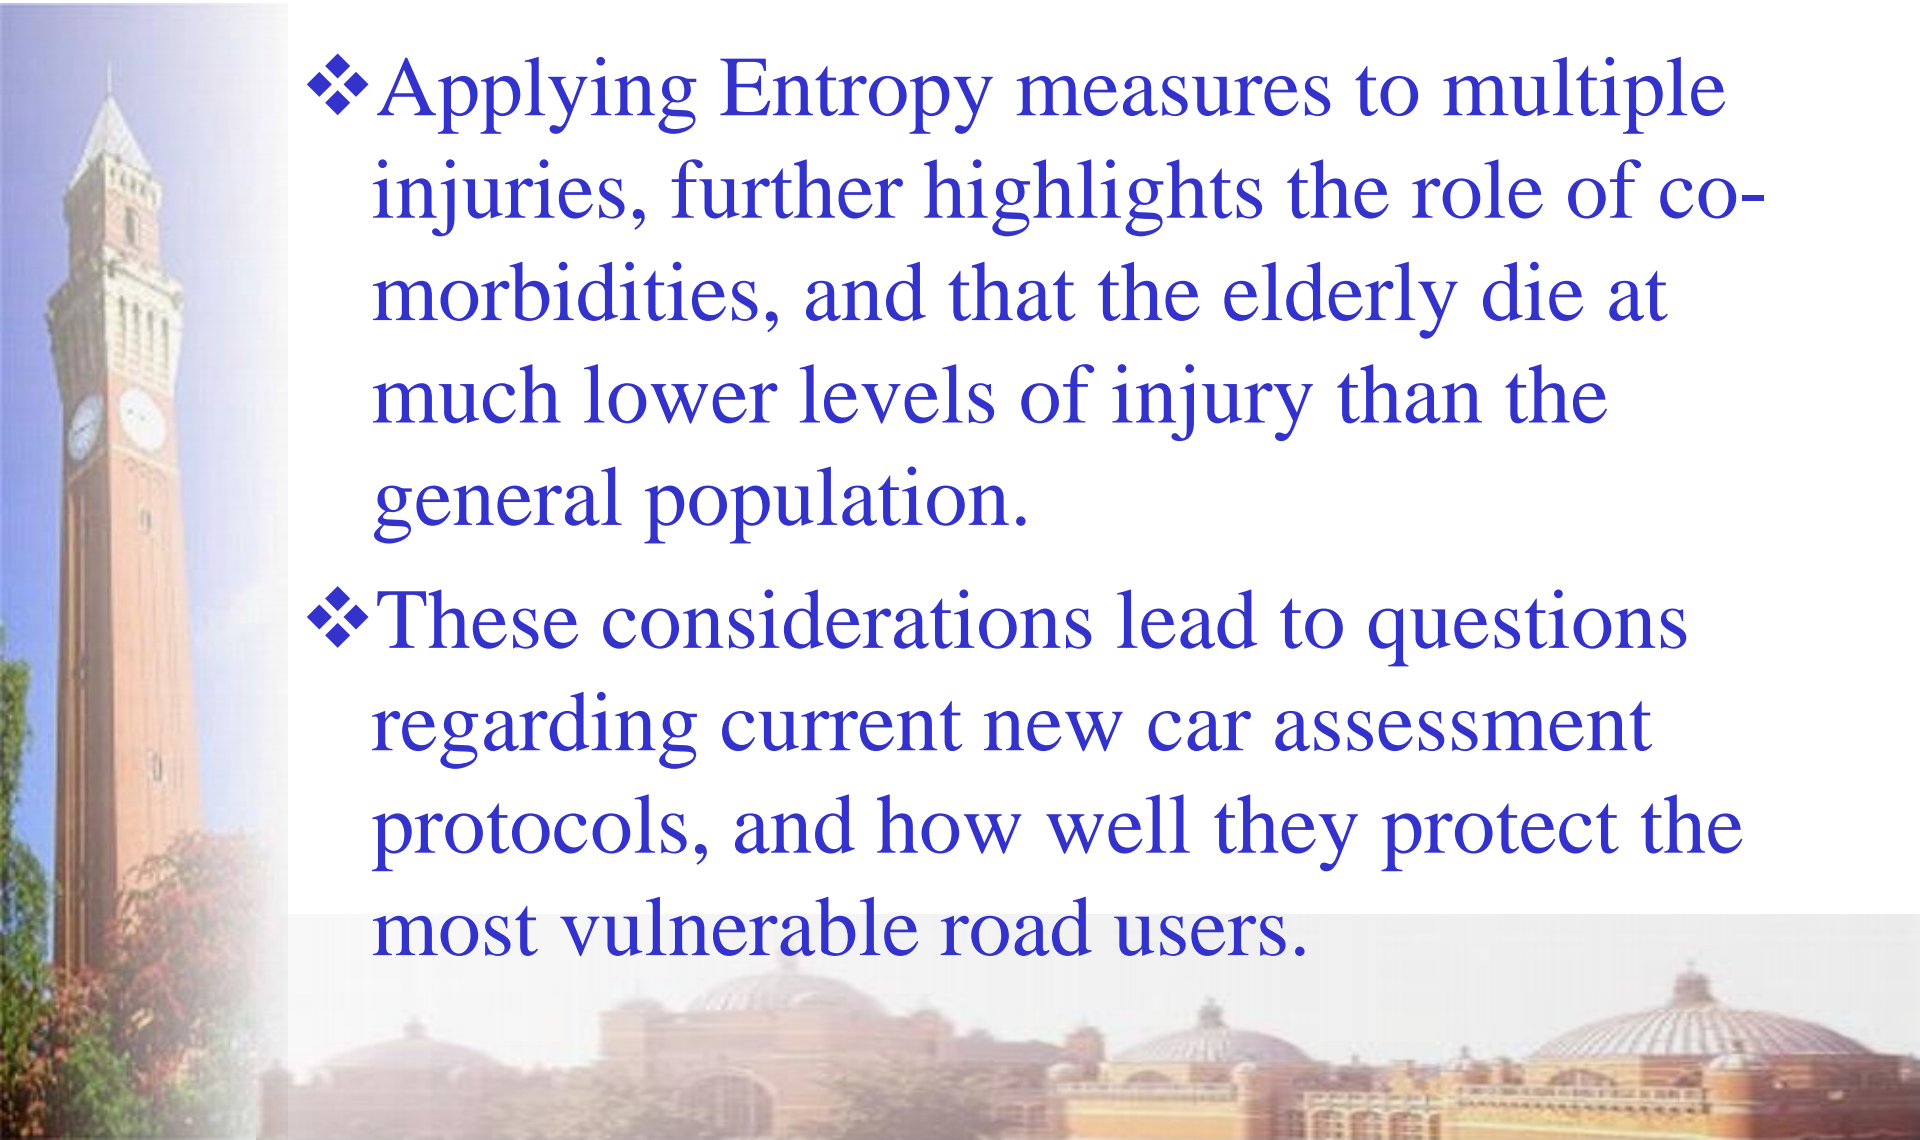 ❖Applying Entropy measures to multiple
injuries, further highlights the role of co-
morbidities, and that the elderly die at
much lower levels of injury than the
general population.
❖These considerations lead to questions
regarding current new car assessment
protocols, and how well they protect the
most vulnerable road users.